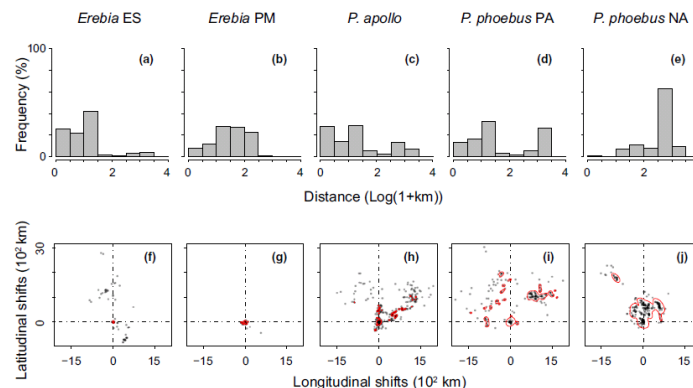 Erebia ES Erebia PM P. apollo P. phoebus PA P. phoebus NA
Frequency (%)
100
0
(a) (b) (c) (d) (e)
0 2 4 0 2 4 0 2 4 0 2 4 0 2 4
Distance (Log(1+km))
Latitudinal shifts (10² km)
30
0
(f) (g) (h) (i) (j)
−15 0 15 −15 0 15 −15 0 15 −15 0 15 −15 0 15
Longitudinal shifts (10² km)